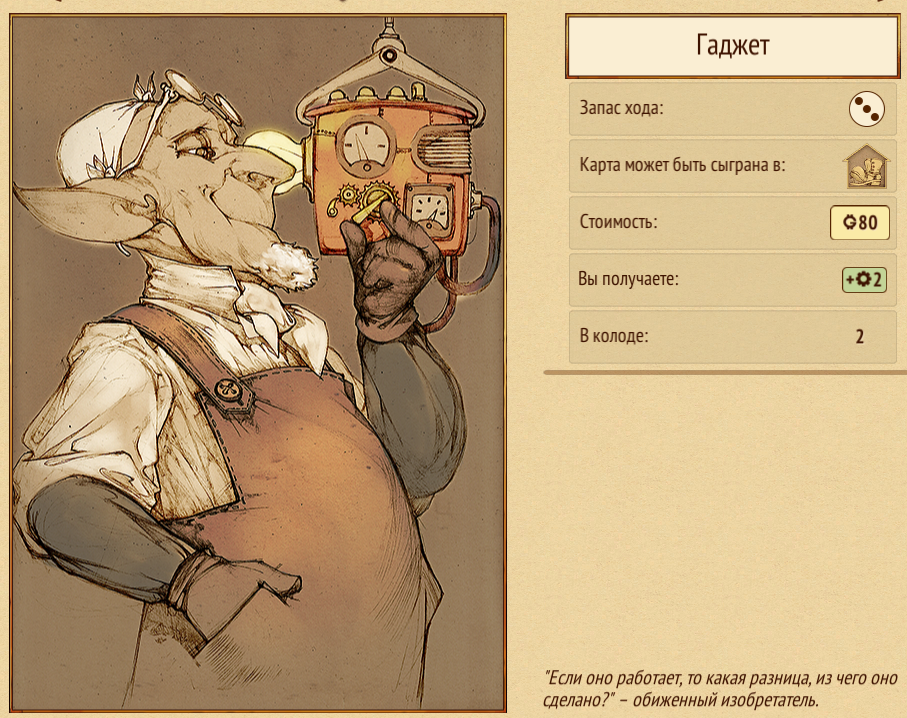 Гаджет
Запас хода:
Карта может быть сыграна в:
Стоимость: 80
Вы получаете: +2
В колоде: 2
"Если оно работает, то какая разница, из чего оно
сделано?" – обиженный изобретатель.